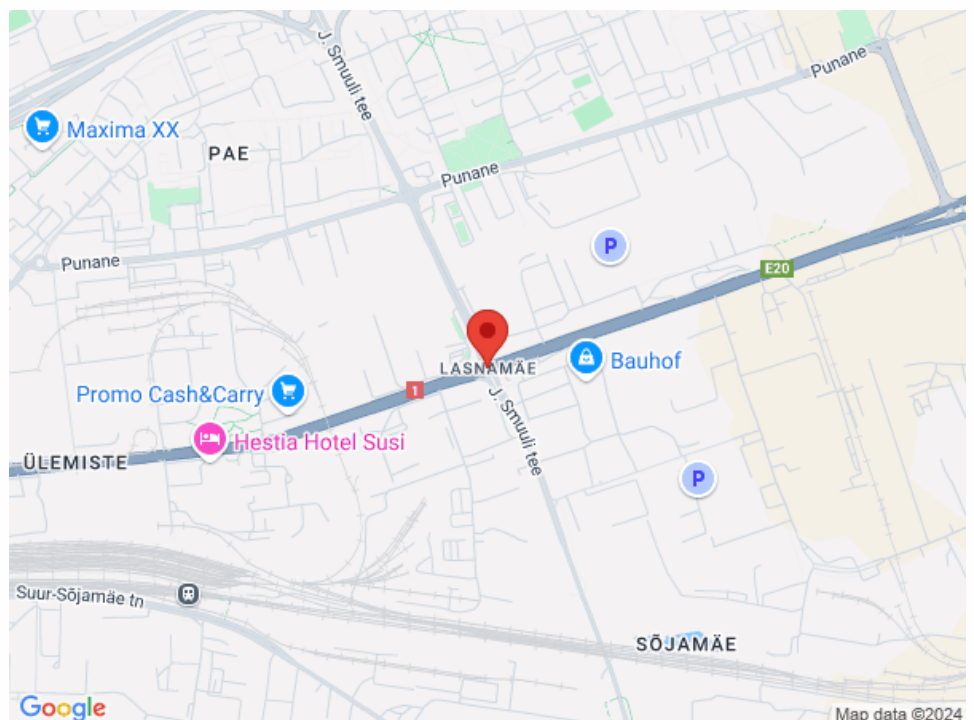 J. Smuuli tee
Punane
Maxima XX
PAE
Punane
P
Punane
E20
LASNAMÄE
Bauhof
1
Promo Cash&Carry
J. Smuuli tee
Hestia Hotel Susi
ÜLEMISTE
P
Suur-Sõjamäe tn
SÕJAMÄE
Google
Map data ©2024